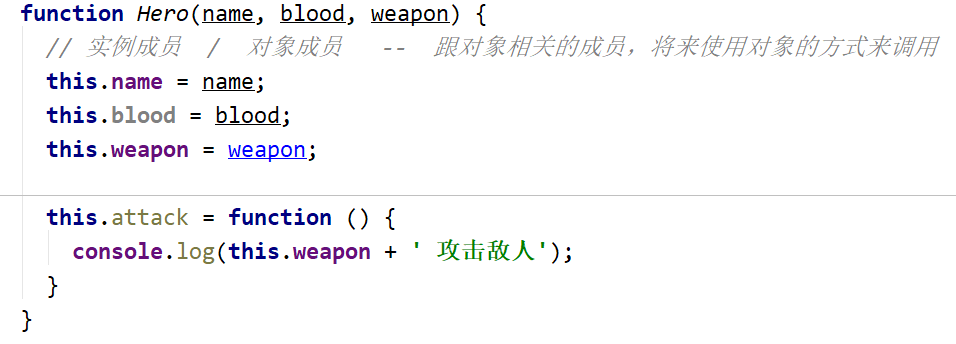 function Hero(name, blood, weapon) {
// 实例成员 / 对象成员 -- 跟对象相关的成员，将来使用对象的方式来调用
this.name = name;
this.blood = blood;
this.weapon = weapon;
this.attack = function () {
console.log(this.weapon + ' 攻击敌人');
}
}